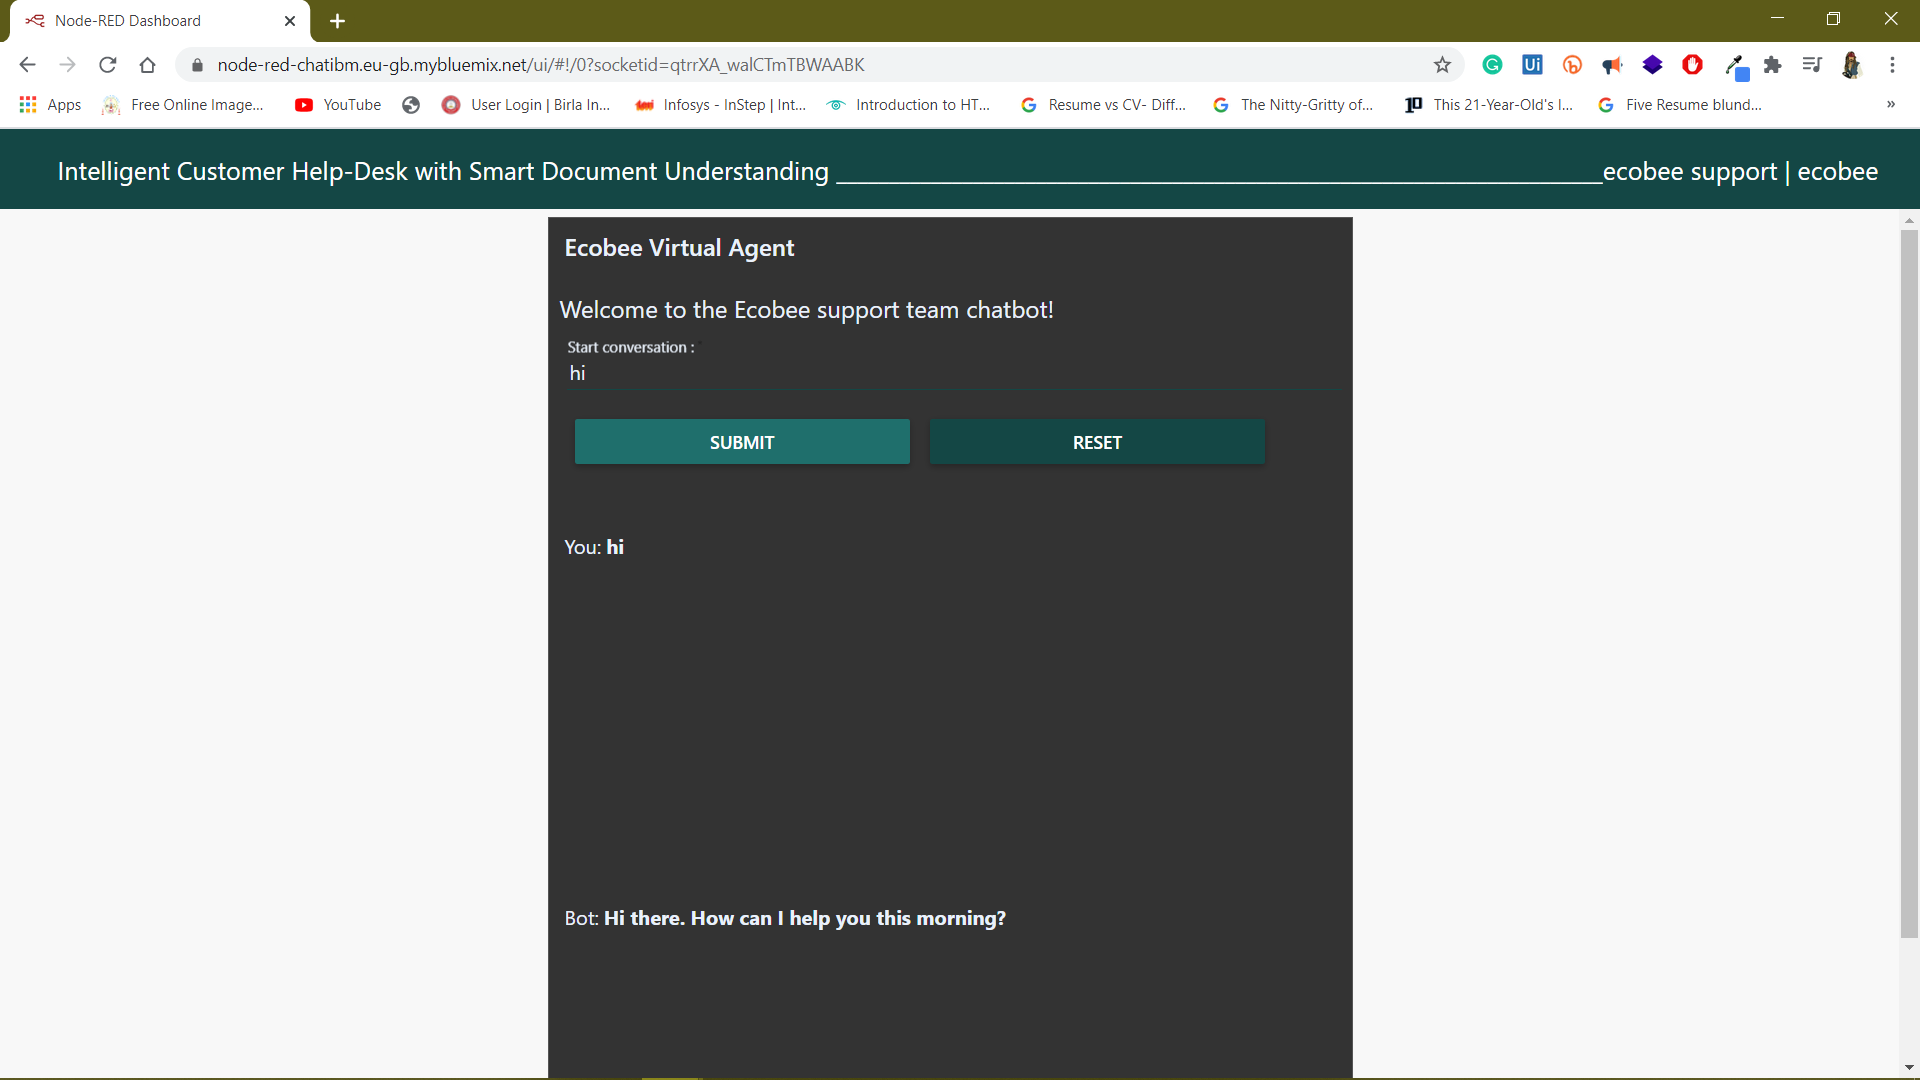 Node-RED Dashboard
node-red-chatibm.eu-gb.mybluemix.net/ui/#!/0?socketid=qtrrXA_walCTmTBWAABK
Ui
Apps Free Online Image... YouTube User Login | Birla In... Infosys - InStep | Int... Introduction to HT... Resume vs CV- Diff... The Nitty-Gritty of... This 21-Year-Old's I... Five Resume blund... »
Intelligent Customer Help-Desk with Smart Document Understanding ______ecobee support | ecobee
Ecobee Virtual Agent
Welcome to the Ecobee support team chatbot!
Start conversation :
hi
SUBMIT RESET
You: hi
Bot: Hi there. How can I help you this morning?